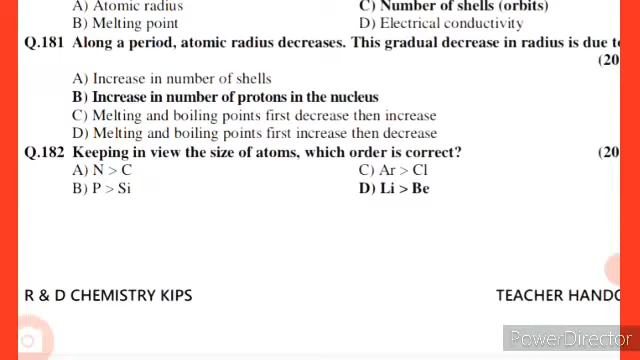 A) Atomic radius C) Number of shells (orbits)
B) Melting point D) Electrical conductivity
Q.181 Along a period, atomic radius decreases. This gradual decrease in radius is due
(20
A) Increase in number of shells
B) Increase in number of protons in the nucleus
C) Melting and boiling points first decrease then increase
D) Melting and boiling points first increase then decrease
Q.182 Keeping in view the size of atoms, which order is correct? (20
A) N > C C) Ar > Cl
B) P > Si D) Li > Be
R & D CHEMISTRY KIPS TEACHER HANDO
PowerDirector